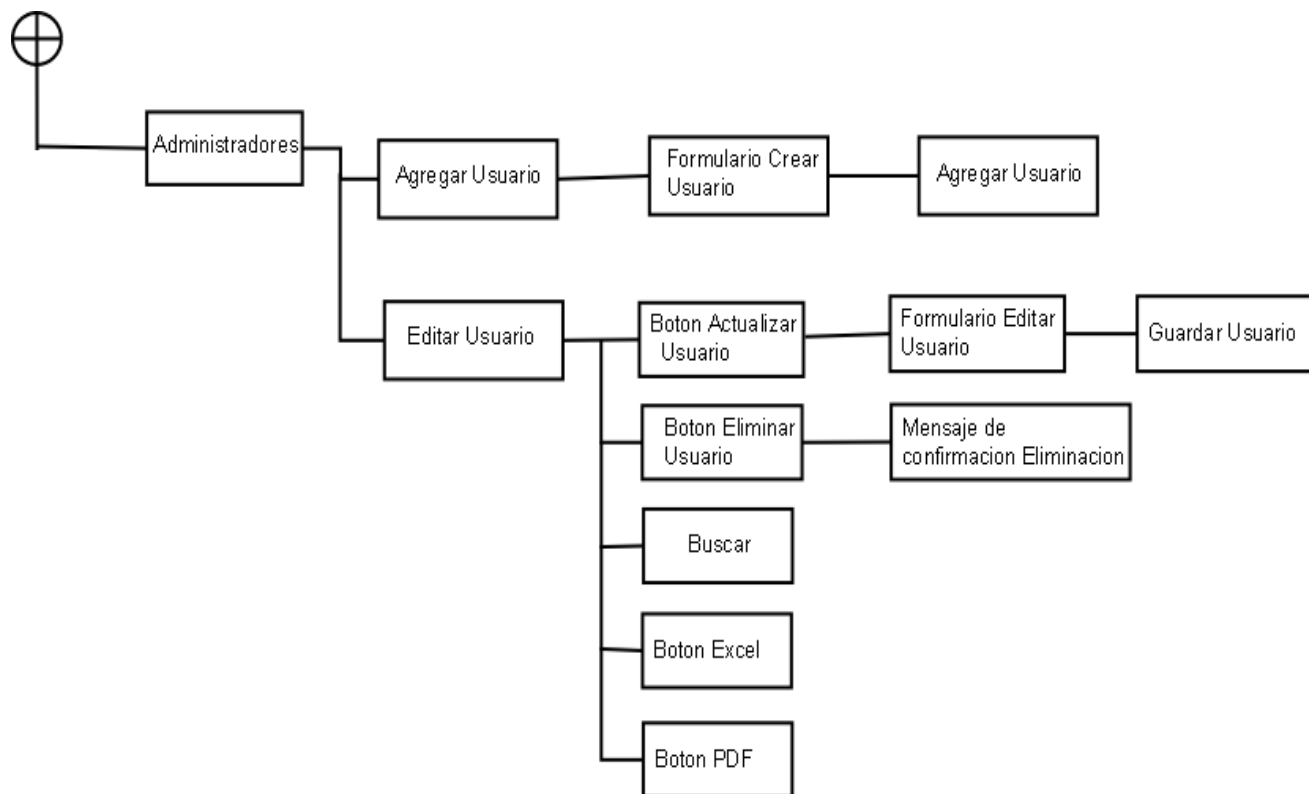 Administradores
Agregar Usuario
Formulario Crear
Usuario
Agregar Usuario
Editar Usuario
Boton Actualizar
Usuario
Formulario Editar
Usuario
Guardar Usuario
Boton Eliminar
Usuario
Mensaje de
confirmacion Eliminacion
Buscar
Boton Excel
Boton PDF